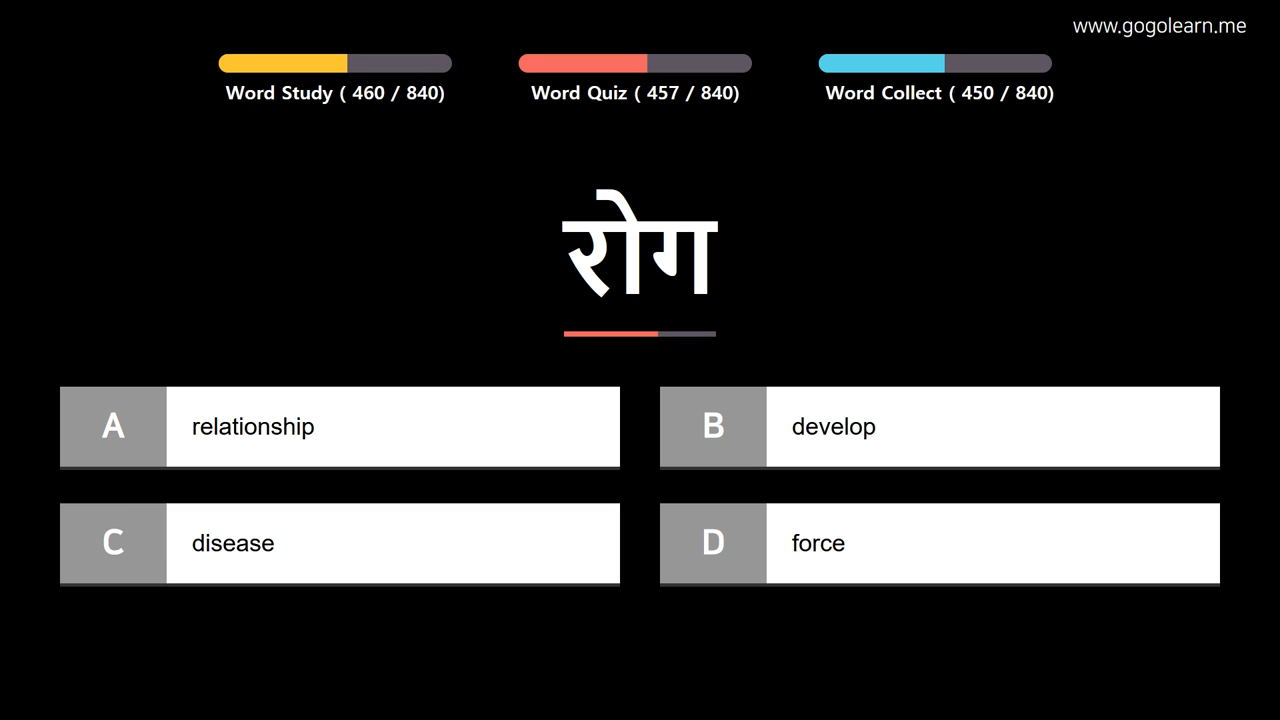 www.gogolearn.me
Word Study ( 460 / 840)
Word Quiz ( 457 / 840)
Word Collect ( 450 / 840)
रोग
A relationship
B develop
C disease
D force